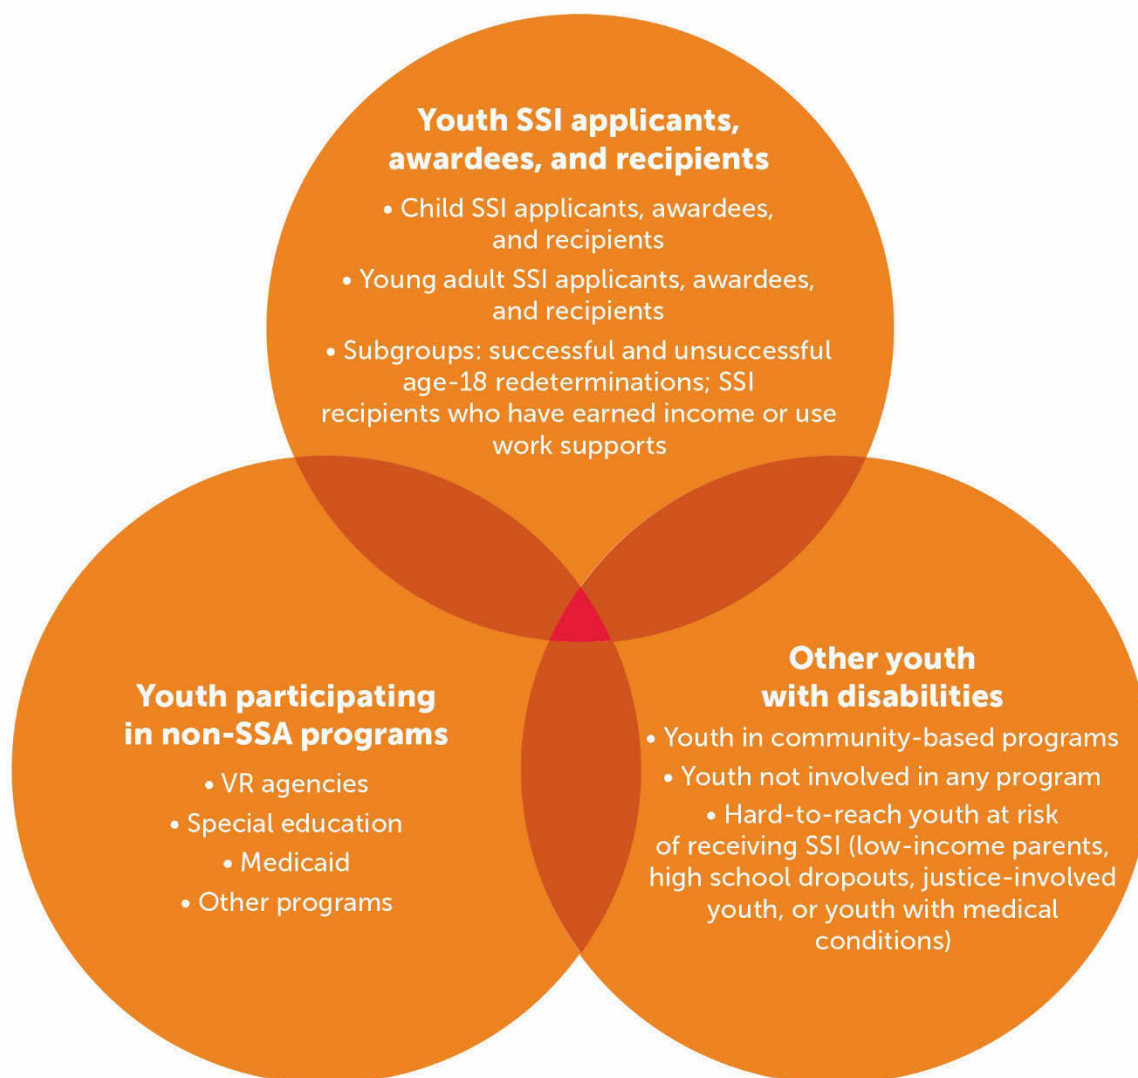 Youth SSI applicants,
awardees, and recipients
• Child SSI applicants, awardees,
and recipients
• Young adult SSI applicants, awardees,
and recipients
• Subgroups: successful and unsuccessful
age-18 redeterminations; SSI
recipients who have earned income or use
work supports
Youth participating
in non-SSA programs
• VR agencies
• Special education
• Medicaid
• Other programs
Other youth
with disabilities
• Youth in community-based programs
• Youth not involved in any program
• Hard-to-reach youth at risk
of receiving SSI (low-income parents,
high school dropouts, justice-involved
youth, or youth with medical
conditions)